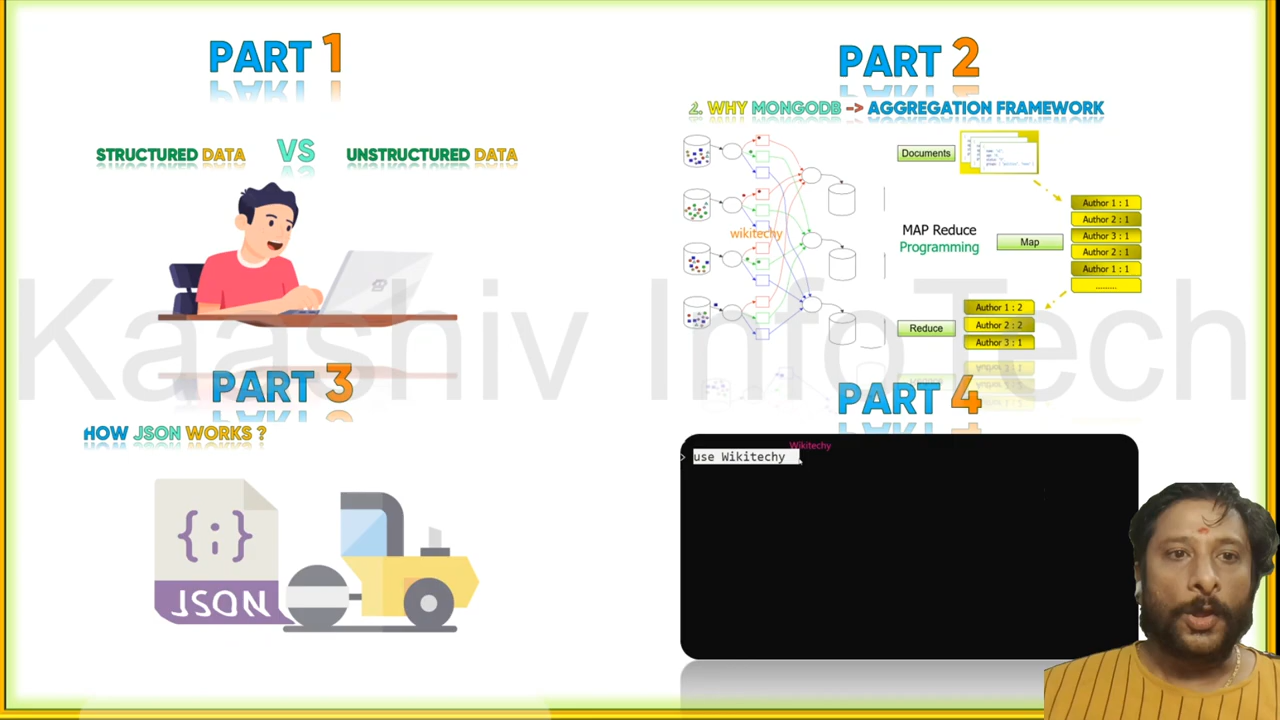 PART 1
STRUCTURED DATA VS UNSTRUCTURED DATA
PART 2
2. WHY MONGODB -> AGGREGATION FRAMEWORK
wikitechy
Documents
MAP Reduce
Programming
Map
Author 1 : 1
Author 2 : 1
Author 3 : 1
Author 2 : 1
Author 1 : 1
.........
Reduce
Author 1 : 2
Author 2 : 2
Author 3 : 1
Kaashiv InfoTech
PART 3
HOW JSON WORKS ?
{;}
JSON
PART 4
Wikitechy
> use Wikitechy